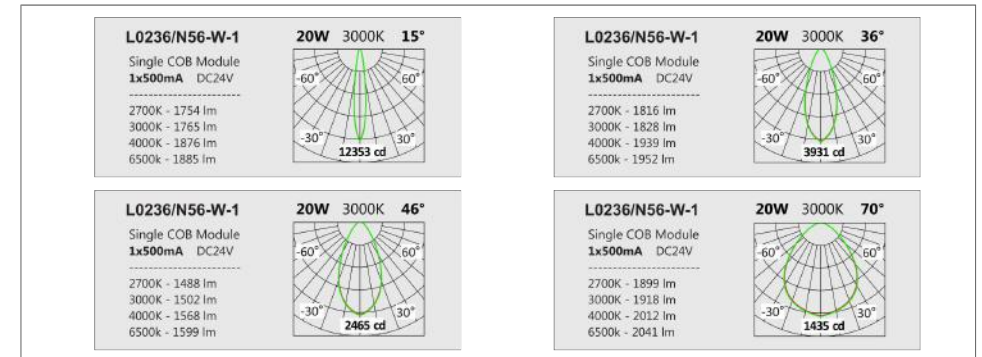 L0236/N56-W-1
20W 3000K 15°
Single COB Module
1x500mA DC24V
-----------------------
2700K - 1754 lm
3000K - 1765 lm
4000K - 1876 lm
6500k - 1885 lm
-60° 60°
-30° 30°
12353 cd
L0236/N56-W-1
20W 3000K 36°
Single COB Module
1x500mA DC24V
-----------------------
2700K - 1816 lm
3000K - 1828 lm
4000K - 1939 lm
6500k - 1952 lm
-60° 60°
-30° 30°
3931 cd
L0236/N56-W-1
20W 3000K 46°
Single COB Module
1x500mA DC24V
-----------------------
2700K - 1488 lm
3000K - 1502 lm
4000K - 1568 lm
6500k - 1599 lm
-60° 60°
-30° 30°
2465 cd
L0236/N56-W-1
20W 3000K 70°
Single COB Module
1x500mA DC24V
-----------------------
2700K - 1899 lm
3000K - 1918 lm
4000K - 2012 lm
6500K - 2041 lm
-60° 60°
-30° 30°
1435 cd